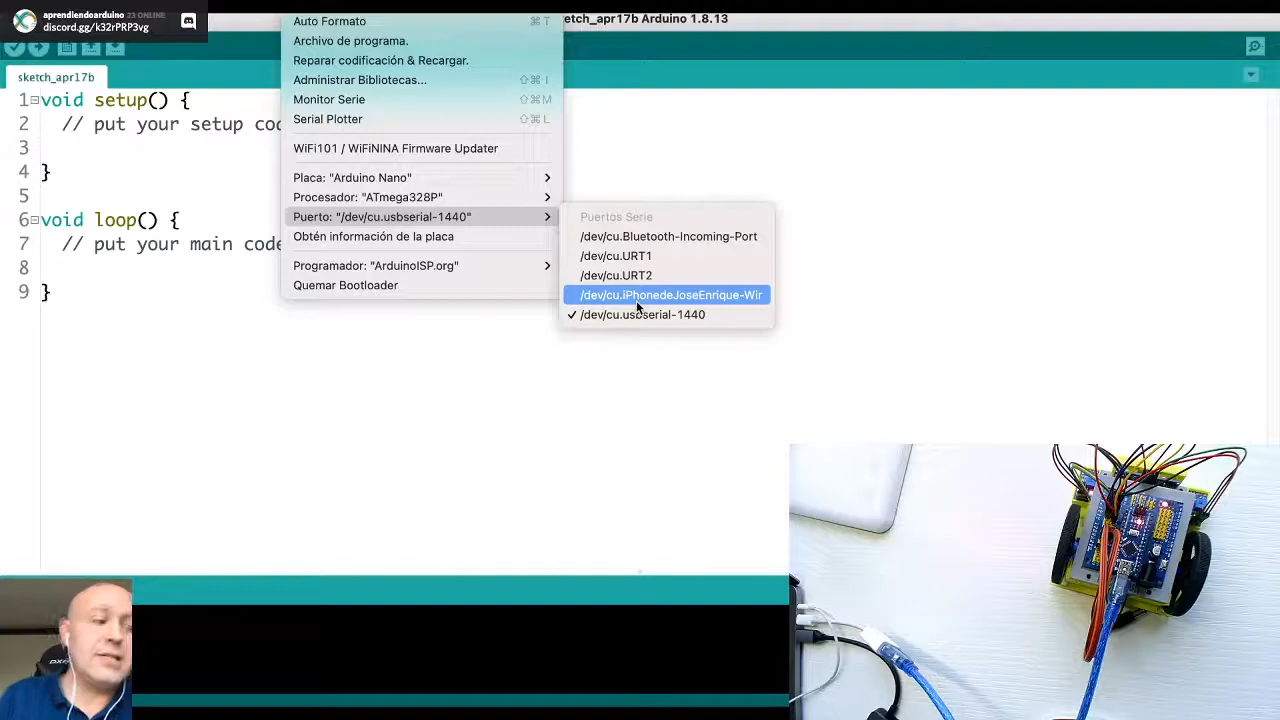 aprendiendoarduino 23 ONLINE
discord.gg/k32rPRP3vg
sketch_apr17b Arduino 1.8.13
sketch_apr17b
1 void setup() {
2 // put your setup cod
3
4 }
5
6 void loop() {
7 // put your main code
8
9 }
Auto Formato ⌘ T
Archivo de programa.
Reparar codificación & Recargar.
Administrar Bibliotecas... ⇧⌘ I
Monitor Serie ⇧⌘M
Serial Plotter ⇧⌘ L
WiFi101 / WiFiNINA Firmware Updater
Placa: "Arduino Nano"
Procesador: "ATmega328P"
Puerto: "/dev/cu.usbserial-1440"
Obtén información de la placa
Programador: "ArduinoISP.org"
Quemar Bootloader
Puertos Serie
/dev/cu.Bluetooth-Incoming-Port
/dev/cu.URT1
/dev/cu.URT2
/dev/cu.iPhonedeJoseEnrique-Wir
✓ /dev/cu.usbserial-1440